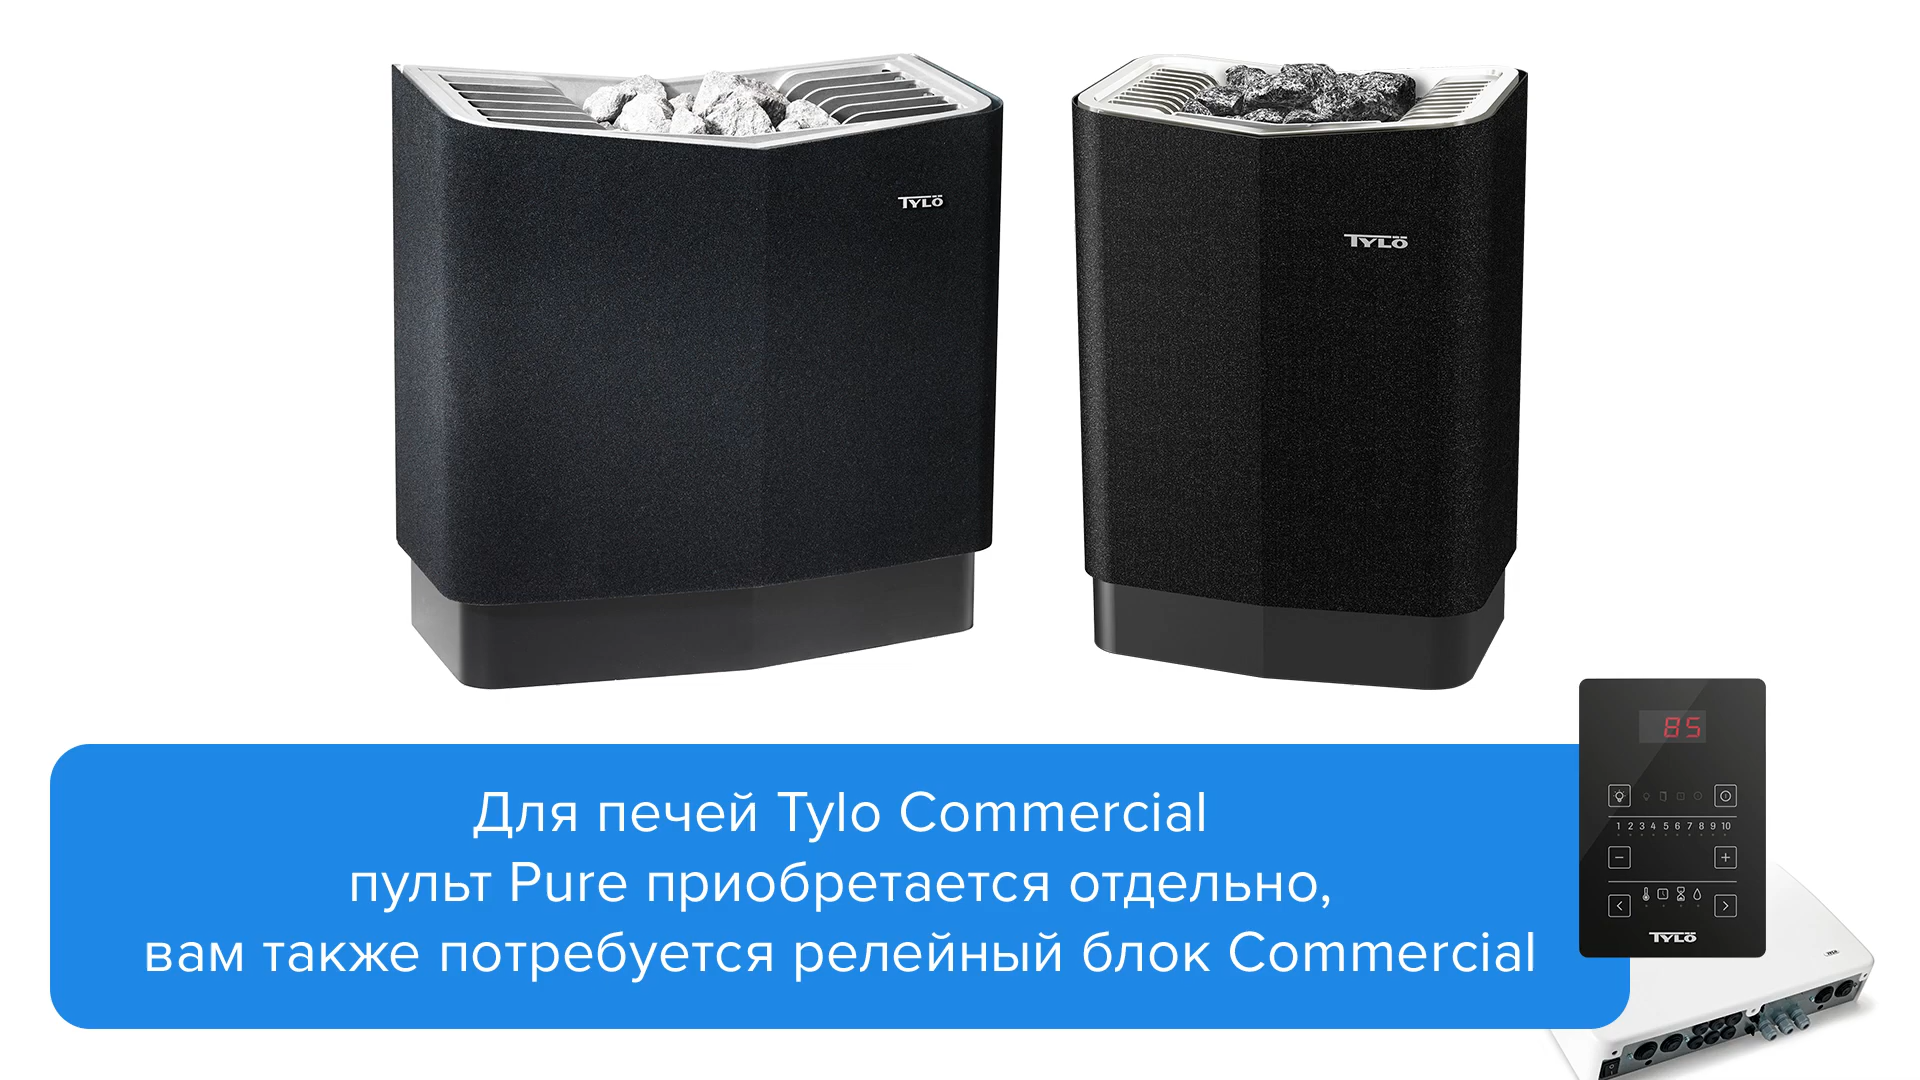 TYLÖ
TYLÖ
85
1 2 3 4 5 6 7 8 9 10
TYLÖ
Для печей Tylo Commercial
пульт Pure приобретается отдельно,
вам также потребуется релейный блок Commercial